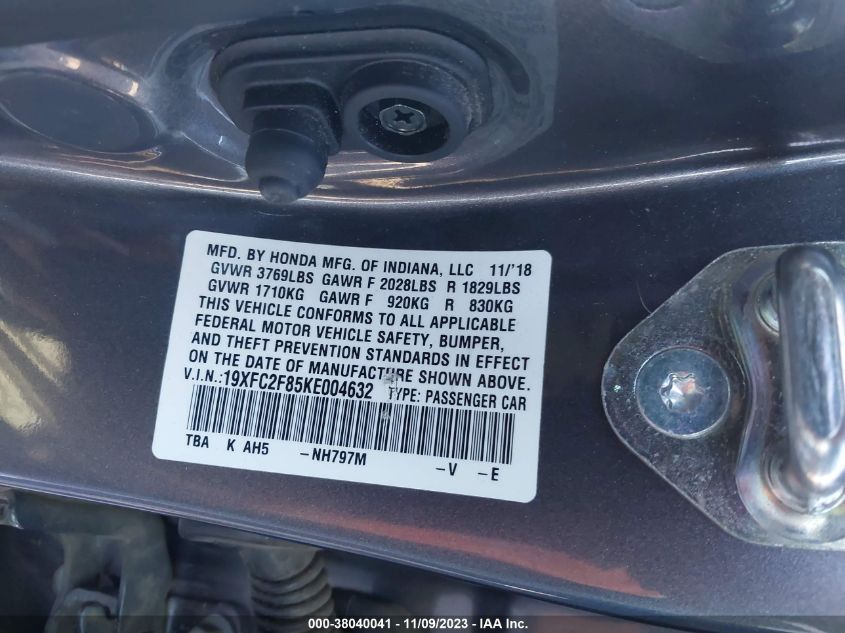 MFD. BY HONDA MFG. OF INDIANA, LLC 11/'18
GVWR 3769LBS GAWR F 2028LBS R 1829LBS
GVWR 1710KG GAWR F 920KG R 830KG
THIS VEHICLE CONFORMS TO ALL APPLICABLE
FEDERAL MOTOR VEHICLE SAFETY, BUMPER,
AND THEFT PREVENTION STANDARDS IN EFFECT
ON THE DATE OF MANUFACTURE SHOWN ABOVE.
V.I.N.:19XFC2F85KE004632 TYPE: PASSENGER CAR
TBA K AH5 -NH797M -V -E
000-38040041 - 11/09/2023 - IAA Inc.